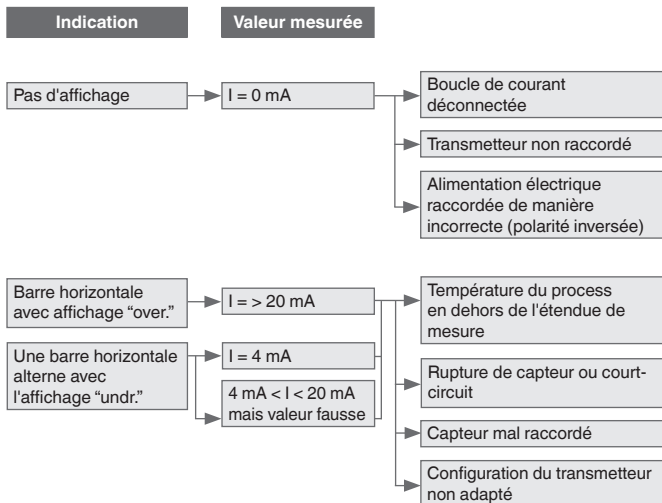 Indication
Valeur mesurée
Pas d'affichage
I = 0 mA
Boucle de courant
déconnectée
Transmetteur non raccordé
Alimentation électrique
raccordée de manière
incorrecte (polarité inversée)
Barre horizontale
avec affichage “over.”
I = > 20 mA
Température du process
en dehors de l'étendue de
mesure
Une barre horizontale
alterne avec
l'affichage “undr.”
I = 4 mA
4 mA < I < 20 mA
mais valeur fausse
Rupture de capteur ou court-
circuit
Capteur mal raccordé
Configuration du transmetteur
non adapté